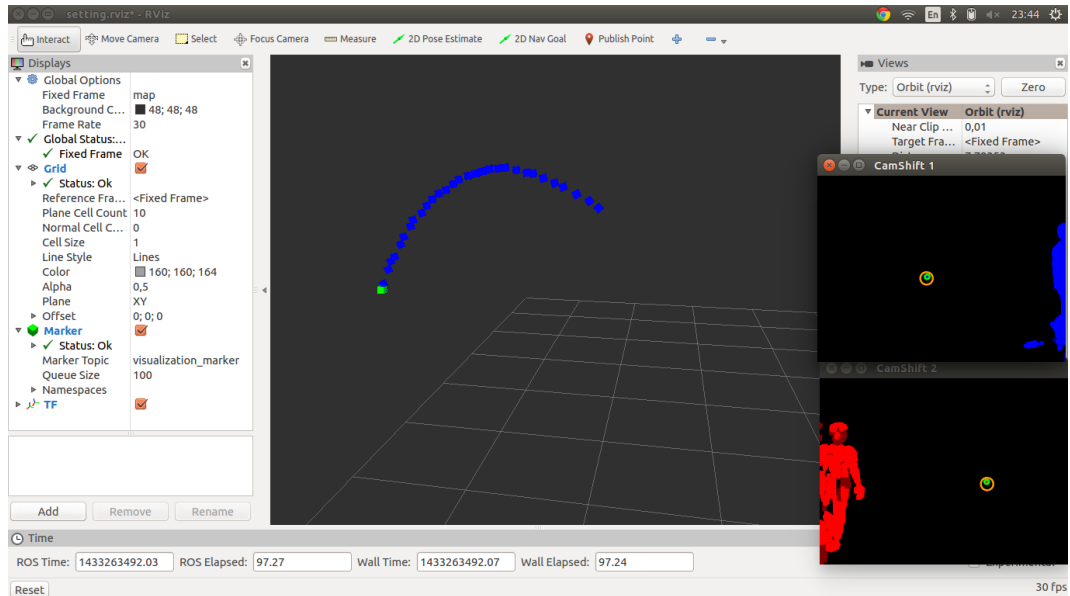 setting.rviz* - RViz
En
23:44
Interact
Move Camera
Select
Focus Camera
Measure
2D Pose Estimate
2D Nav Goal
Publish Point
Displays
Global Options
Fixed Frame map
Background C... 48; 48; 48
Frame Rate 30
Global Status:...
Fixed Frame OK
Grid
Status: Ok
Reference Fra... <Fixed Frame>
Plane Cell Count 10
Normal Cell C... 0
Cell Size 1
Line Style Lines
Color 160; 160; 164
Alpha 0,5
Plane XY
Offset 0; 0; 0
Marker
Status: Ok
Marker Topic visualization_marker
Queue Size 100
Namespaces
TF
Add
Remove
Rename
Views
Type: Orbit (rviz) Zero
Current View Orbit (rviz)
Near Clip ... 0,01
Target Fra... <Fixed Frame>
CamShift 1
CamShift 2
Time
ROS Time: 1433263492.03 ROS Elapsed: 97.27 Wall Time: 1433263492.07 Wall Elapsed: 97.24
Reset
30 fps